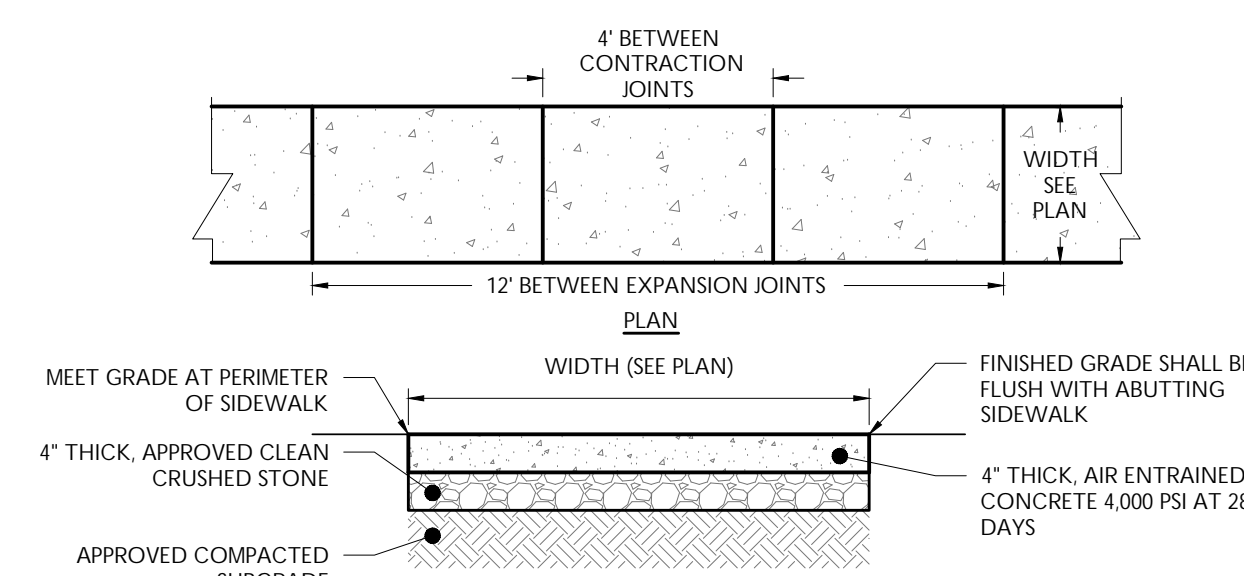 4' BETWEEN
CONTRACTION
JOINTS
WIDTH
SEE
PLAN
12' BETWEEN EXPANSION JOINTS
PLAN
WIDTH (SEE PLAN)
MEET GRADE AT PERIMETER
OF SIDEWALK
FINISHED GRADE SHALL
FLUSH WITH ABUTTING
SIDEWALK
4" THICK, APPROVED CLEAN
CRUSHED STONE
4" THICK, AIR ENTRAINED
CONCRETE 4,000 PSI AT 28
DAYS
APPROVED COMPACTED
SUBGRADE